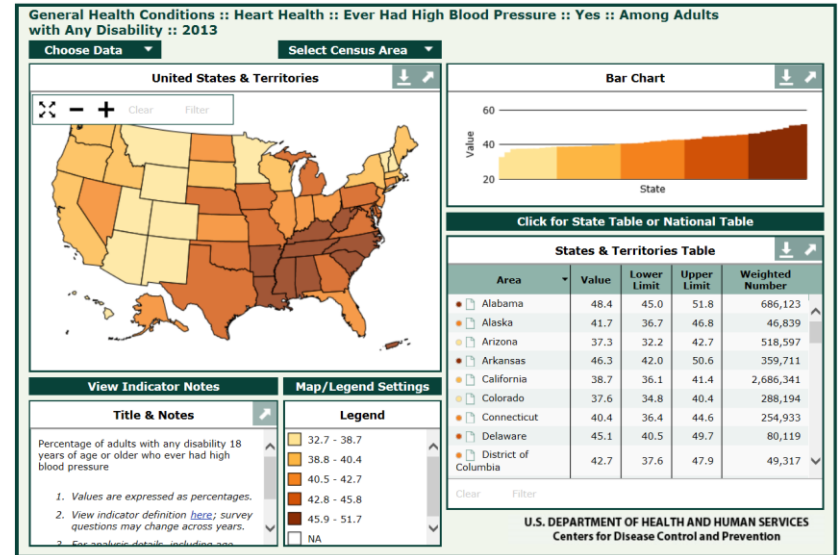 General Health Conditions :: Heart Health :: Ever Had High Blood Pressure :: Yes :: Among Adults
with Any Disability :: 2013
Choose Data
Select Census Area
United States & Territories
Clear Filter
Bar Chart
60
40
20
Value
State
Click for State Table or National Table
States & Territories Table
Area Value Lower Limit Upper Limit Weighted Number
Alabama 48.4 45.0 51.8 686,123
Alaska 41.7 36.7 46.8 46,839
Arizona 37.3 32.2 42.7 518,597
Arkansas 46.3 42.0 50.6 359,711
California 38.7 36.1 41.4 2,686,341
Colorado 37.6 34.8 40.4 288,194
Connecticut 40.4 36.4 44.6 254,933
Delaware 45.1 40.5 49.7 80,119
District of Columbia 42.7 37.6 47.9 49,317
Clear Filter
View Indicator Notes
Title & Notes
Percentage of adults with any disability 18
years of age or older who ever had high
blood pressure
1. Values are expressed as percentages.
2. View indicator definition here; survey
questions may change across years.
3. For analysis details, including age
Map/Legend Settings
Legend
32.7 - 38.7
38.8 - 40.4
40.5 - 42.7
42.8 - 45.8
45.9 - 51.7
NA
U.S. DEPARTMENT OF HEALTH AND HUMAN SERVICES
Centers for Disease Control and Prevention